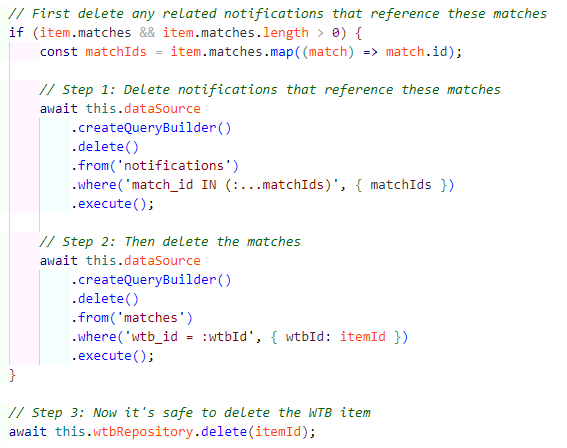 // First delete any related notifications that reference these matches
if (item.matches && item.matches.length > 0) {
    const matchIds = item.matches.map((match) => match.id);

    // Step 1: Delete notifications that reference these matches
    await this.dataSource
        .createQueryBuilder()
        .delete()
        .from('notifications')
        .where('match_id IN (:...matchIds)', { matchIds })
        .execute();

    // Step 2: Then delete the matches
    await this.dataSource
        .createQueryBuilder()
        .delete()
        .from('matches')
        .where('wtb_id = :wtbId', { wtbId: itemId })
        .execute();
}

// Step 3: Now it's safe to delete the WTB item
await this.wtbRepository.delete(itemId);